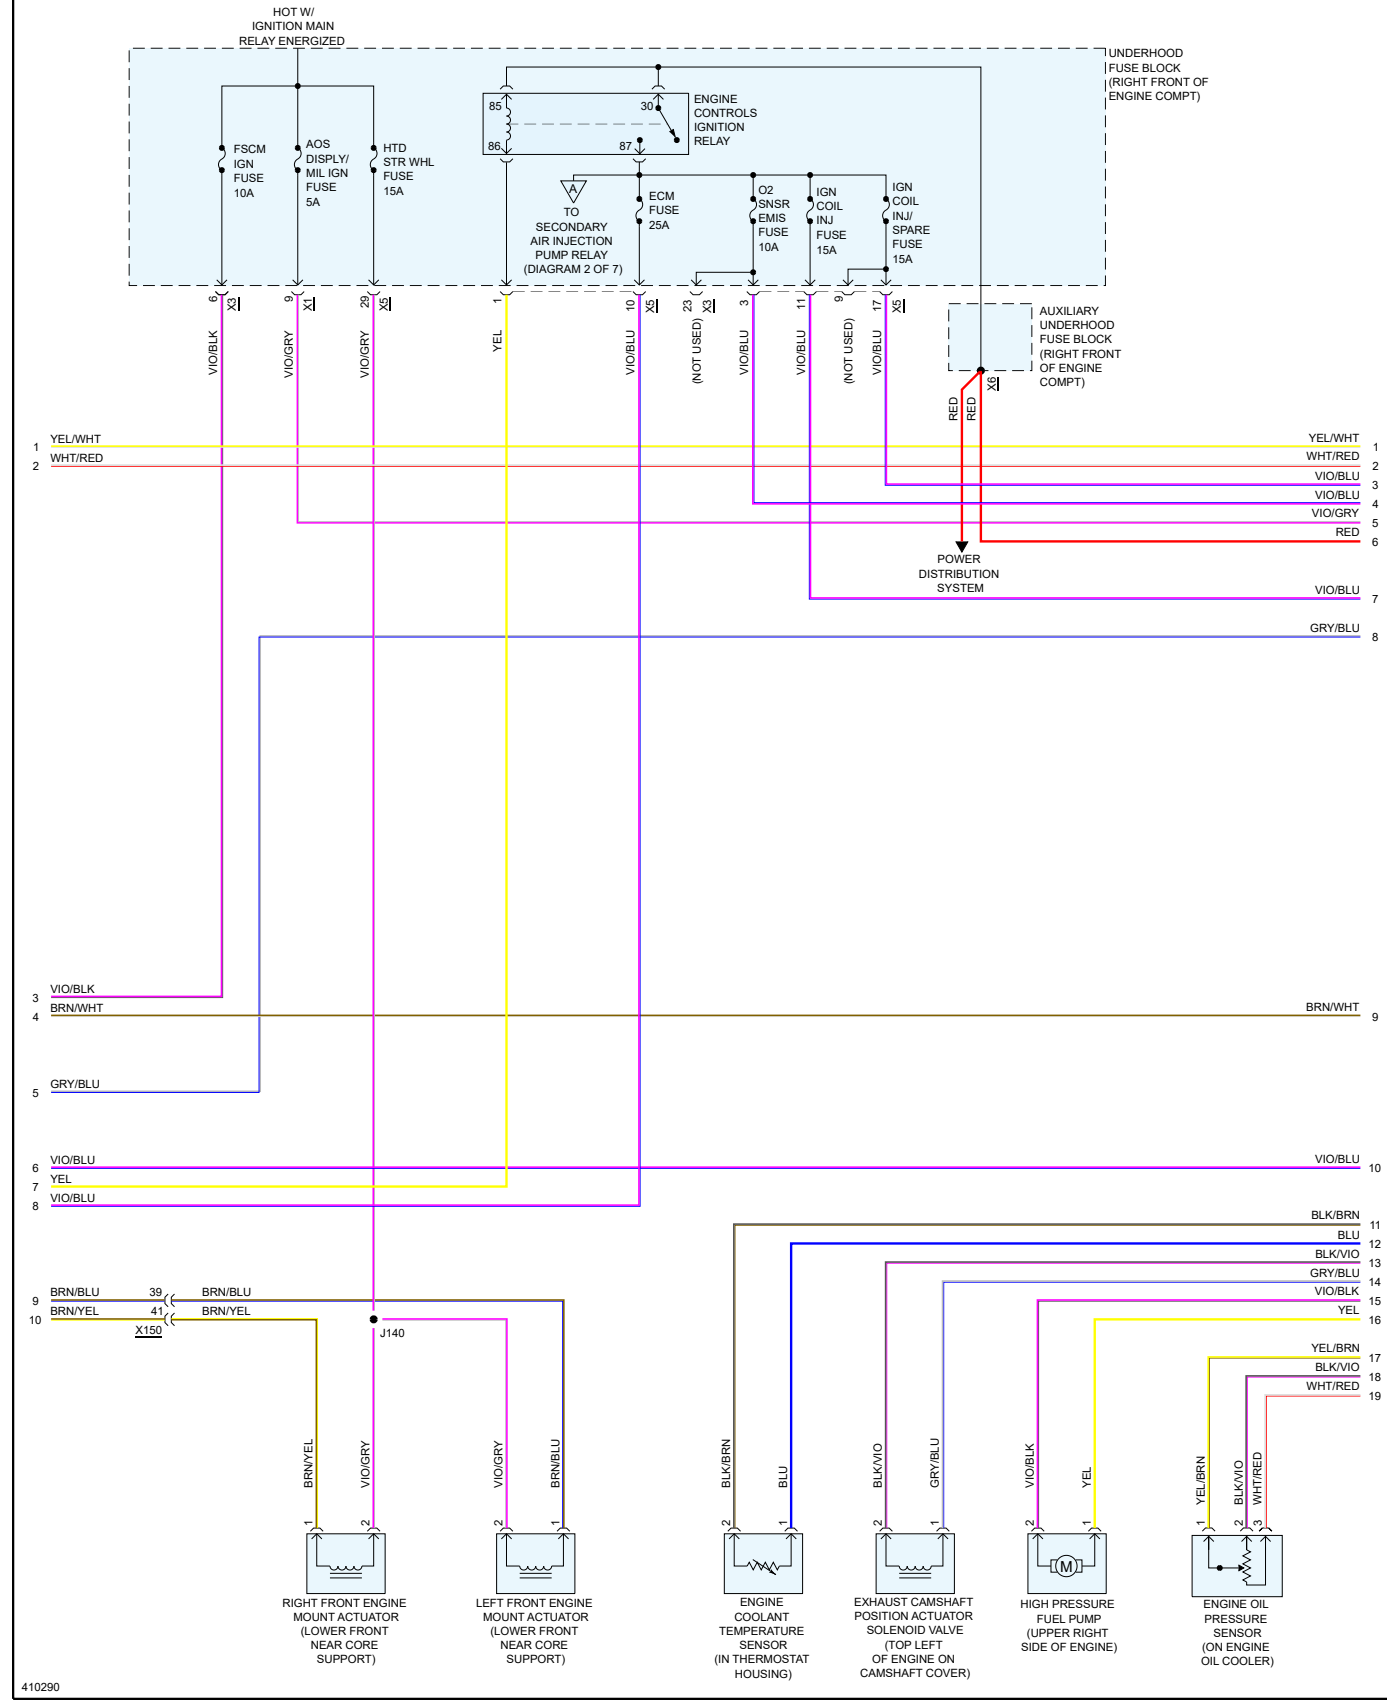 HOT W/
IGNITION MAIN
RELAY ENERGIZED
UNDERHOOD
FUSE BLOCK
(RIGHT FRONT OF
ENGINE COMPT)
85
30
86
87
ENGINE
CONTROLS
IGNITION
RELAY
FSCM
IGN
FUSE
10A
AOS
DISPLY/
MIL IGN
FUSE
5A
HTD
STR WHL
FUSE
15A
A
TO
SECONDARY
AIR INJECTION
PUMP RELAY
(DIAGRAM 2 OF 7)
ECM
FUSE
25A
O2
SNSR
EMIS
FUSE
10A
IGN
COIL
INJ
FUSE
15A
IGN
COIL
INJ/
SPARE
FUSE
15A
6
X3
9
X1
29
X5
1
10
X5
23
X3
3
11
9
17
X5
VIO/BLK
VIO/GRY
VIO/GRY
YEL
VIO/BLU
(NOT USED)
VIO/BLU
VIO/BLU
(NOT USED)
VIO/BLU
AUXILIARY
UNDERHOOD
FUSE BLOCK
(RIGHT FRONT
OF ENGINE
COMPT)
X6
RED
RED
1 YEL/WHT
YEL/WHT 1
2 WHT/RED
WHT/RED 2
VIO/BLU 3
VIO/BLU 4
VIO/GRY 5
RED 6
POWER
DISTRIBUTION
SYSTEM
VIO/BLU 7
GRY/BLU 8
3 VIO/BLK
4 BRN/WHT
BRN/WHT 9
5 GRY/BLU
6 VIO/BLU
VIO/BLU 10
7 YEL
8 VIO/BLU
BLK/BRN 11
BLU 12
BLK/VIO 13
GRY/BLU 14
VIO/BLK 15
YEL 16
YEL/BRN 17
BLK/VIO 18
WHT/RED 19
9 BRN/BLU 39 BRN/BLU
10 BRN/YEL 41 BRN/YEL
X150
J140
BRN/YEL
VIO/GRY
VIO/GRY
BRN/BLU
BLK/BRN
BLU
BLK/VIO
GRY/BLU
VIO/BLK
YEL
YEL/BRN
BLK/VIO
WHT/RED
1
2
2
1
2
1
2
1
2
1
1
2
3
M
RIGHT FRONT ENGINE
MOUNT ACTUATOR
(LOWER FRONT
NEAR CORE
SUPPORT)
LEFT FRONT ENGINE
MOUNT ACTUATOR
(LOWER FRONT
NEAR CORE
SUPPORT)
ENGINE
COOLANT
TEMPERATURE
SENSOR
(IN THERMOSTAT
HOUSING)
EXHAUST CAMSHAFT
POSITION ACTUATOR
SOLENOID VALVE
(TOP LEFT
OF ENGINE ON
CAMSHAFT COVER)
HIGH PRESSURE
FUEL PUMP
(UPPER RIGHT
SIDE OF ENGINE)
ENGINE OIL
PRESSURE
SENSOR
(ON ENGINE
OIL COOLER)
410290